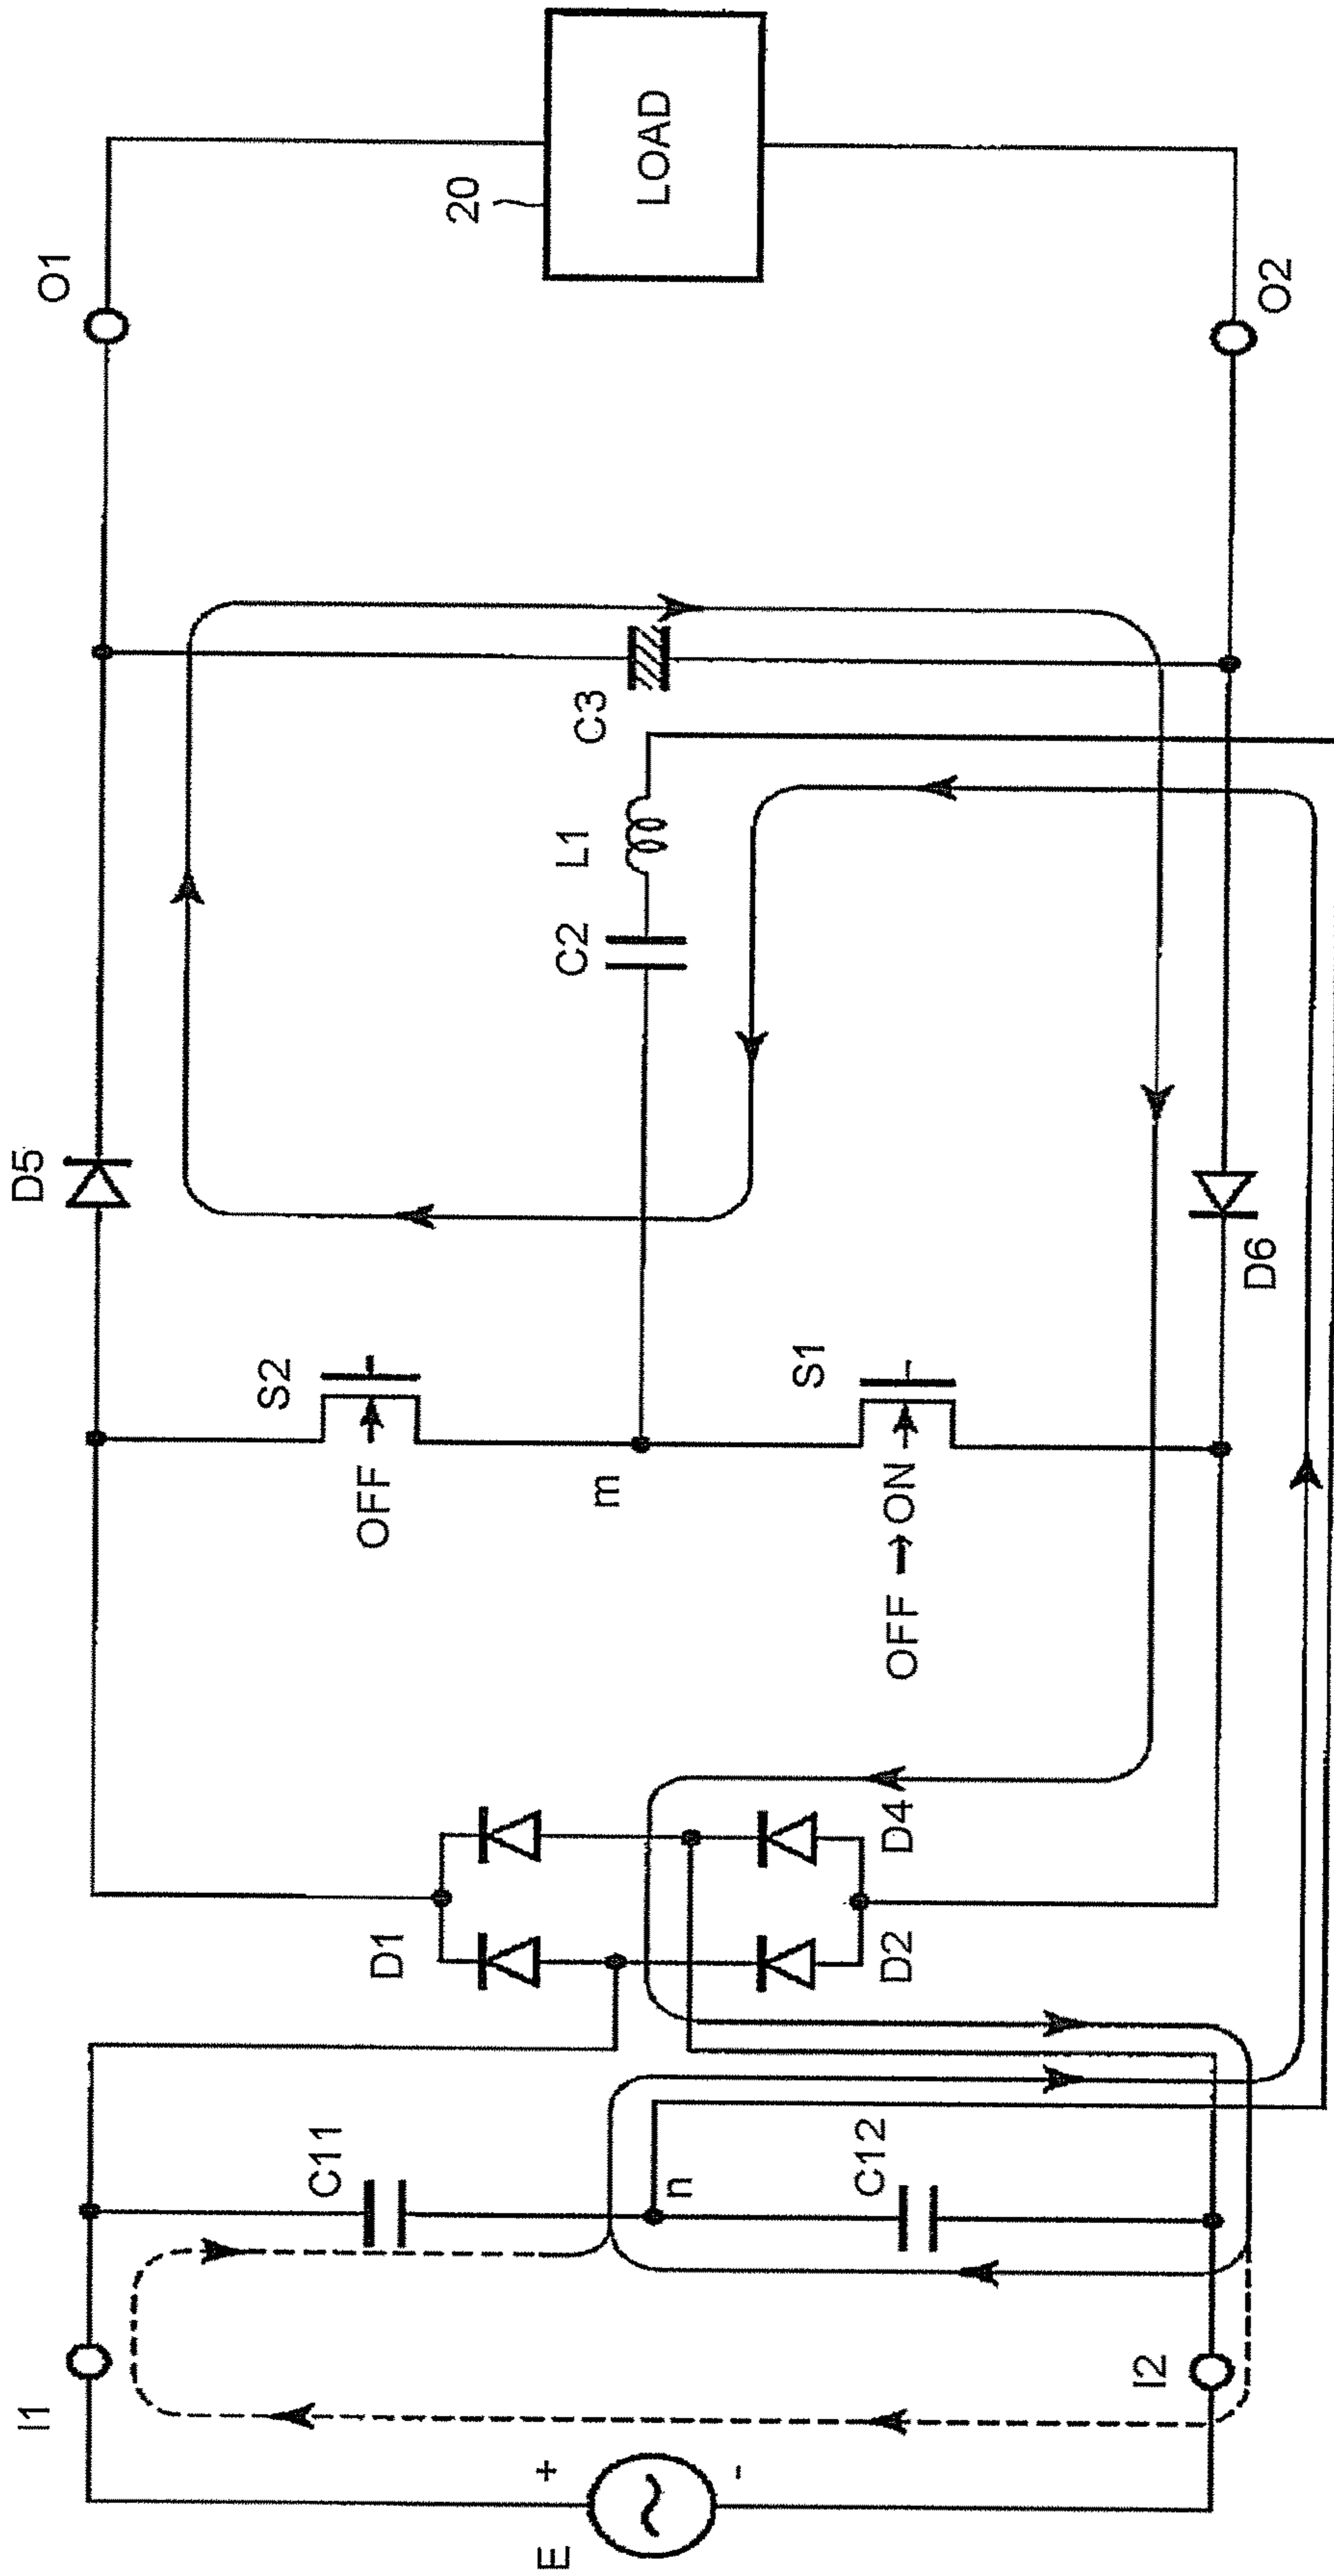 I1
E
+
-
I2
C11
n
C12
D1
D2
D4
S2
OFF
m
S1
OFF → ON
D5
D6
C2
L1
C3
O1
O2
20
LOAD